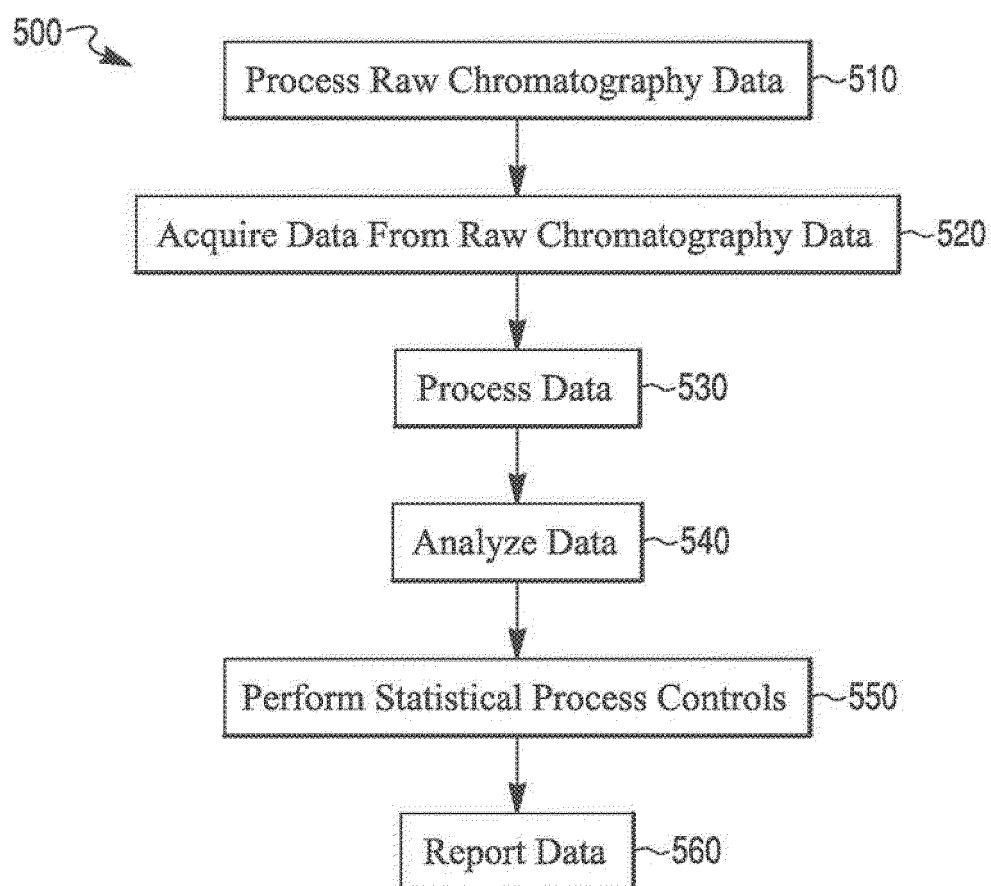 500
Process Raw Chromatography Data 510
Acquire Data From Raw Chromatography Data 520
Process Data 530
Analyze Data 540
Perform Statistical Process Controls 550
Report Data 560